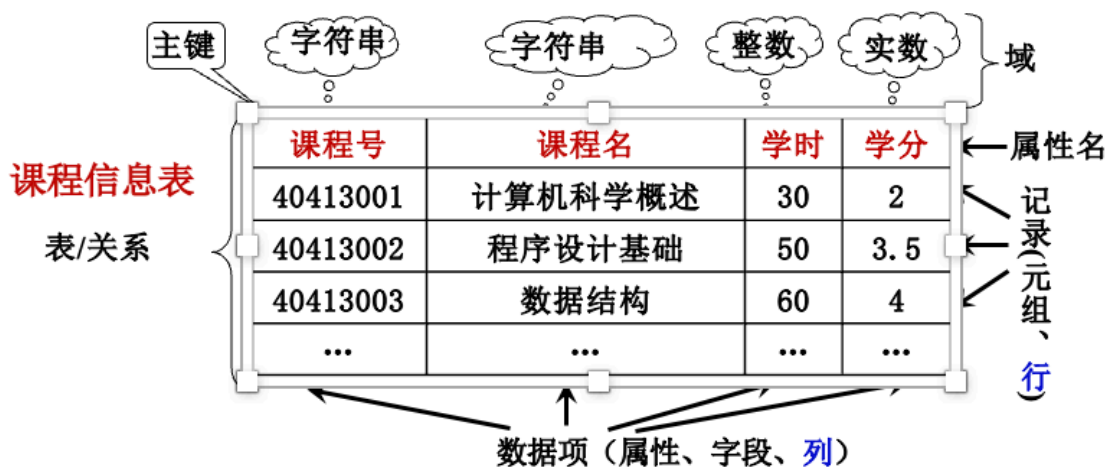 主键 字符串 字符串 整数 实数 域
课程号 课程名 学时 学分 属性名
课程信息表
40413001 计算机科学概述 30 2
表/关系
40413002 程序设计基础 50 3.5
40413003 数据结构 60 4
... ... ... ...
记录(元组、行)
数据项（属性、字段、列）